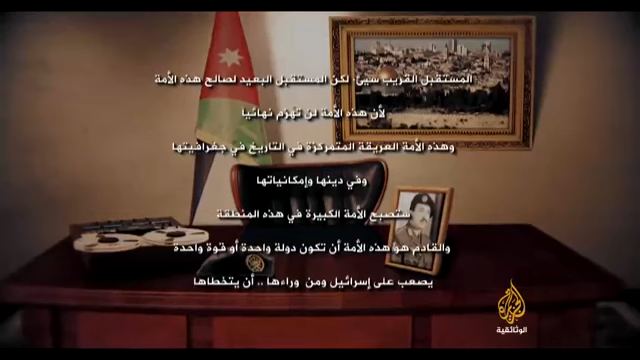 المستقبل القريب سيئ، لكن المستقبل البعيد لصالح هذه الأمة
لأن هذه الأمة لن تهزم نهائيا
وهذه الأمة العريقة المتمركزة في التاريخ في جغرافيتها
وفي دينها وإمكانياتها
ستصبح الأمة الكبيرة في هذه المنطقة
والقادم هو هذه الأمة أن تكون دولة واحدة أو قوة واحدة
يصعب على إسرائيل ومن وراءها .. أن يتخطاها
الجزيرة
الوثائقية